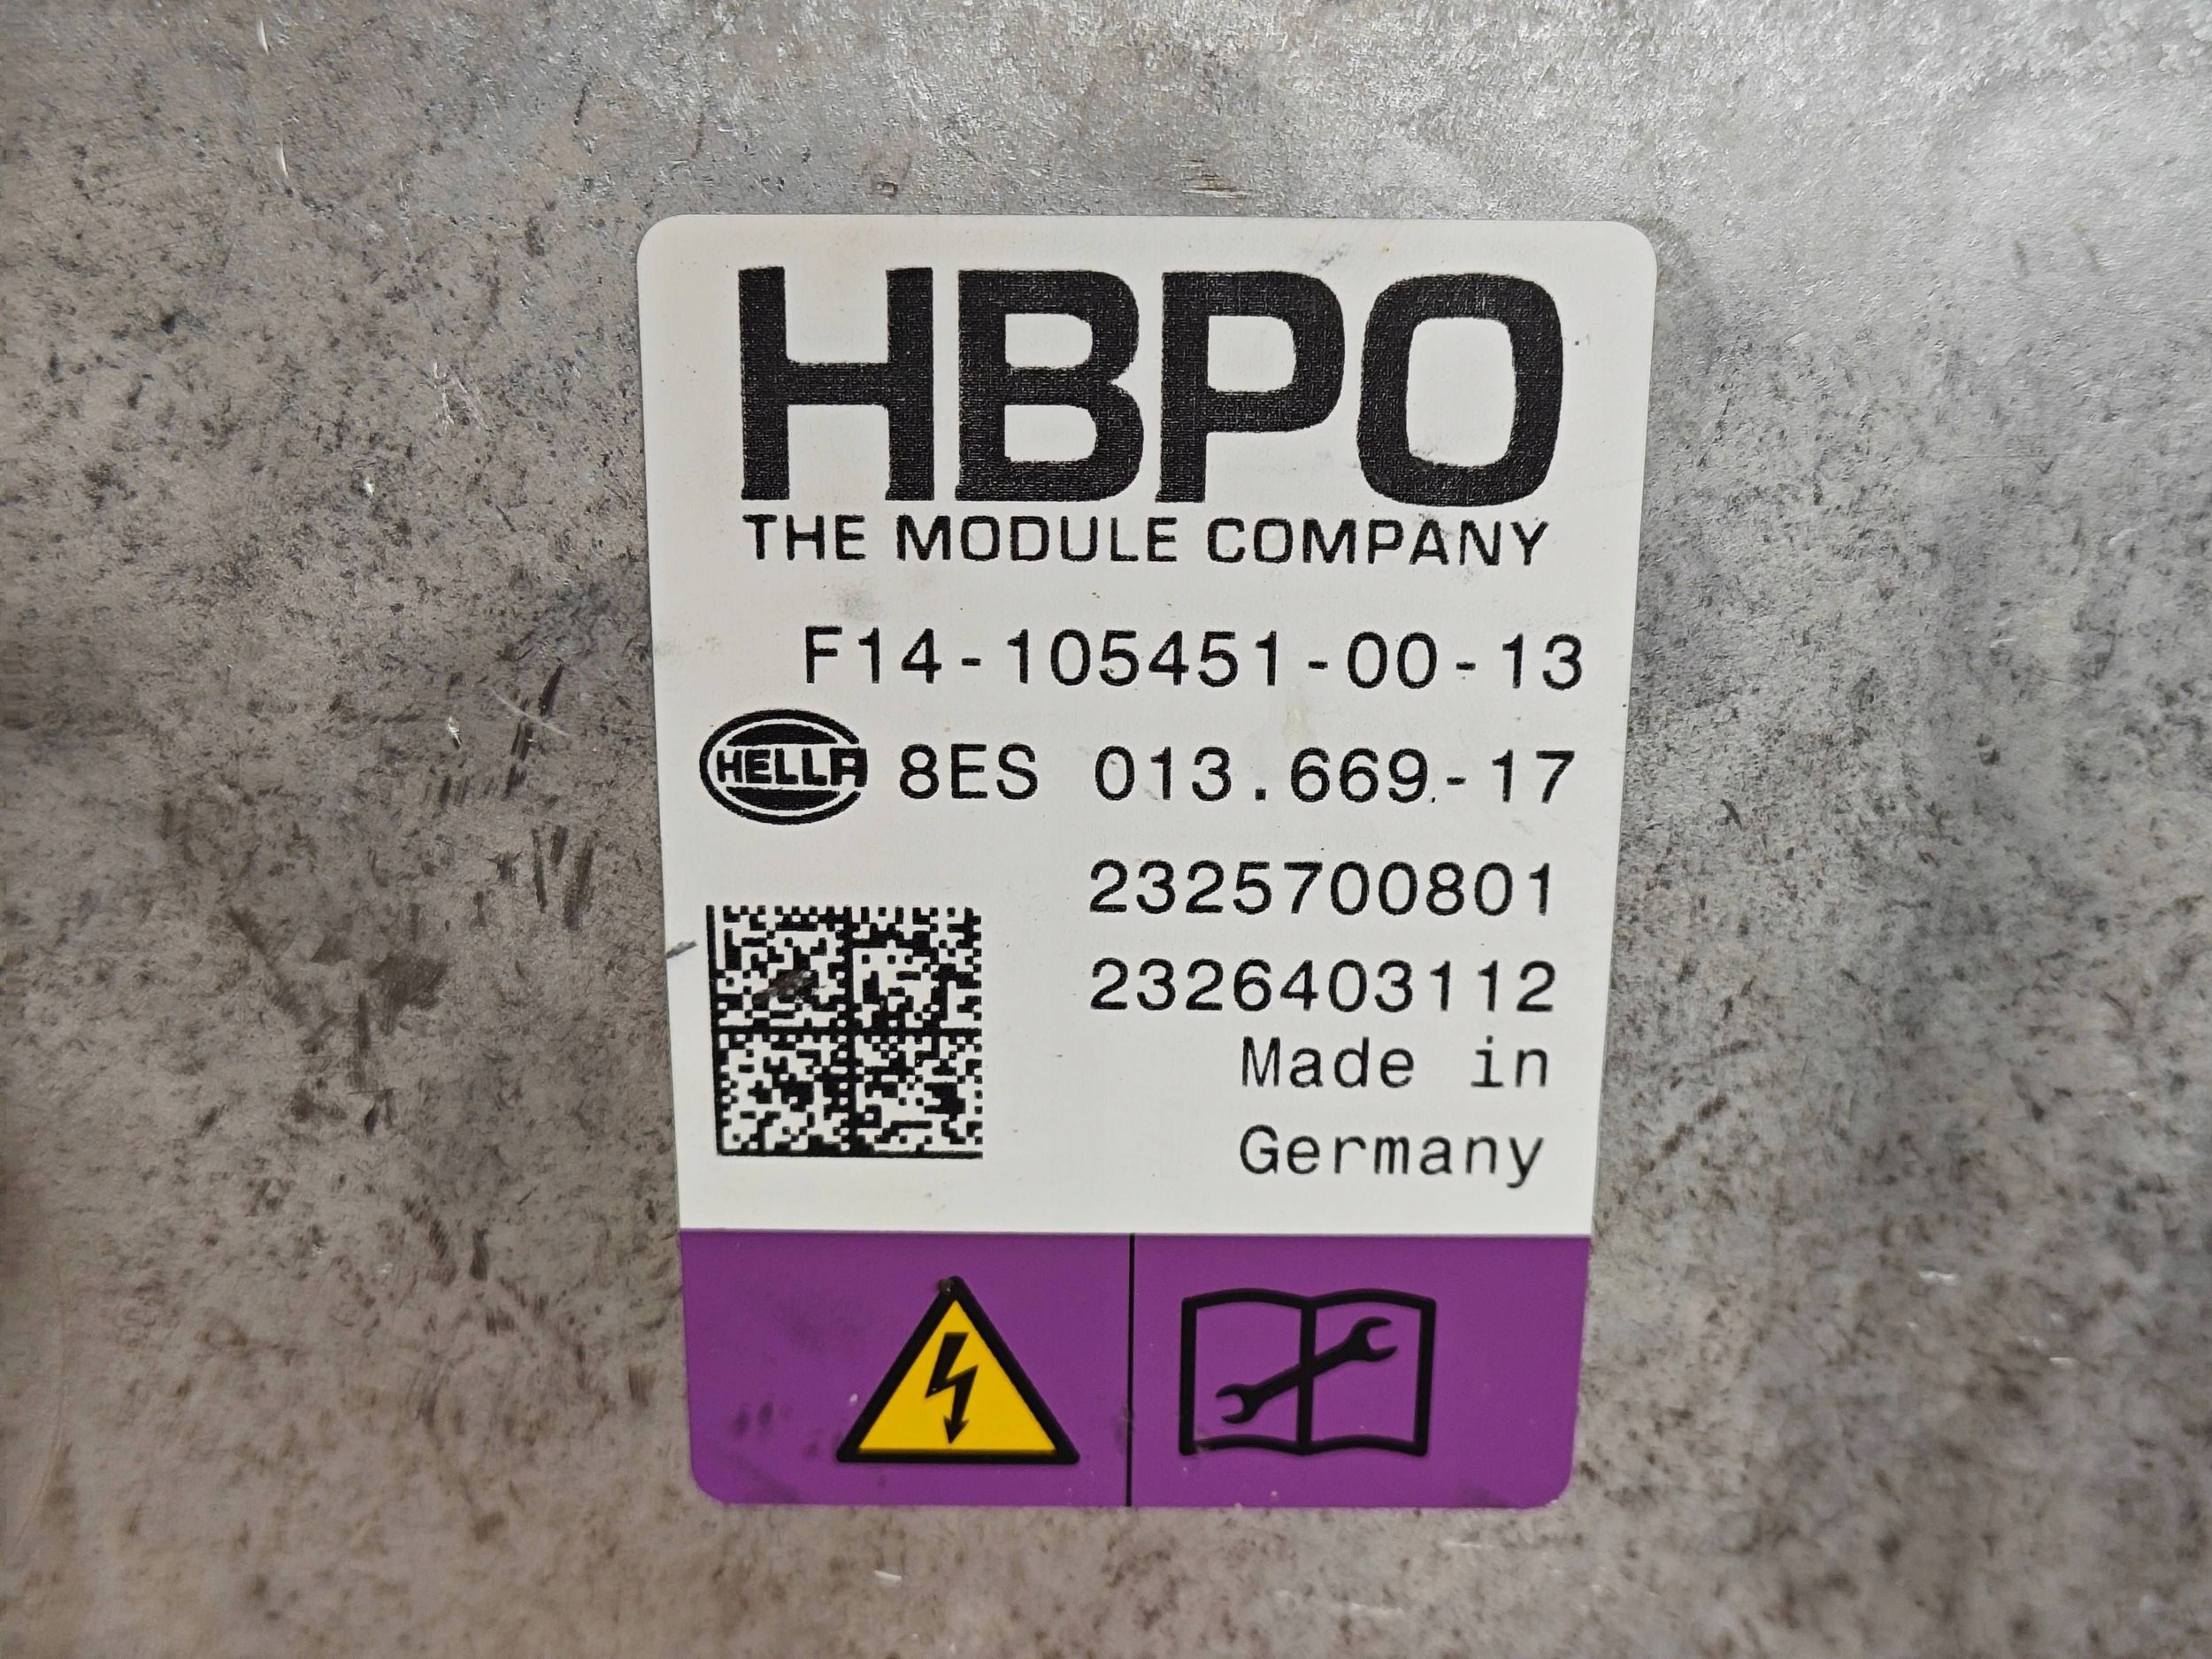 HBPO
THE MODULE COMPANY
F14-105451-00-13
HELLA 8ES 013.669-17
2325700801
2326403112
Made in
Germany